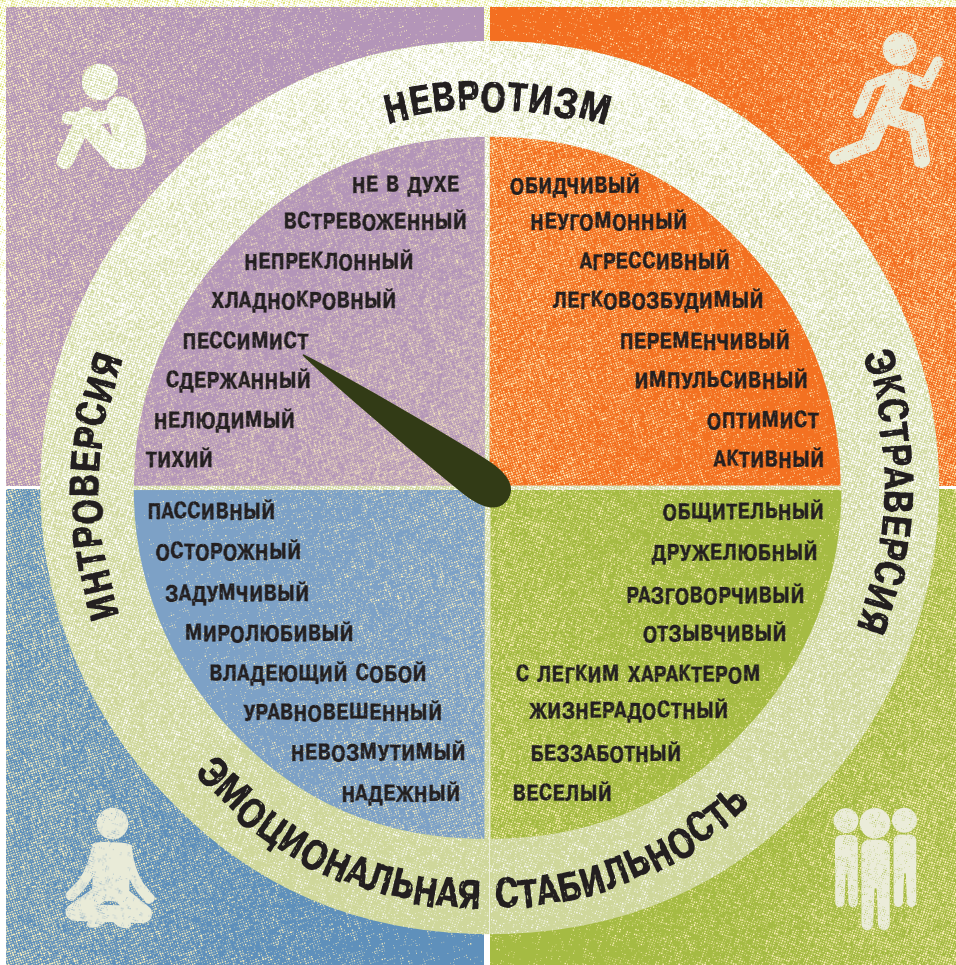 НЕВРОТИЗМ
НЕ В ДУХЕ
ВСТРЕВОЖЕННЫЙ
НЕПРЕКЛОННЫЙ
ХЛАДНОКРОВНЫЙ
ПЕССИМИСТ
СДЕРЖАННЫЙ
НЕЛЮДИМЫЙ
ТИХИЙ
ОБИДЧИВЫЙ
НЕУГОМОННЫЙ
АГРЕССИВНЫЙ
ЛЕГКОВОЗБУДИМЫЙ
ПЕРЕМЕНЧИВЫЙ
ИМПУЛЬСИВНЫЙ
ОПТИМИСТ
АКТИВНЫЙ
ИНТРОВЕРСИЯ
ЭКСТРАВЕРСИЯ
ПАССИВНЫЙ
ОСТОРОЖНЫЙ
ЗАДУМЧИВЫЙ
МИРОЛЮБИВЫЙ
ВЛАДЕЮЩИЙ СОБОЙ
УРАВНОВЕШЕННЫЙ
НЕВОЗМУТИМЫЙ
НАДЕЖНЫЙ
ОБЩИТЕЛЬНЫЙ
ДРУЖЕЛЮБНЫЙ
РАЗГОВОРЧИВЫЙ
ОТЗЫВЧИВЫЙ
С ЛЕГКИМ ХАРАКТЕРОМ
ЖИЗНЕРАДОСТНЫЙ
БЕЗЗАБОТНЫЙ
ВЕСЕЛЫЙ
ЭМОЦИОНАЛЬНАЯ СТАБИЛЬНОСТЬ